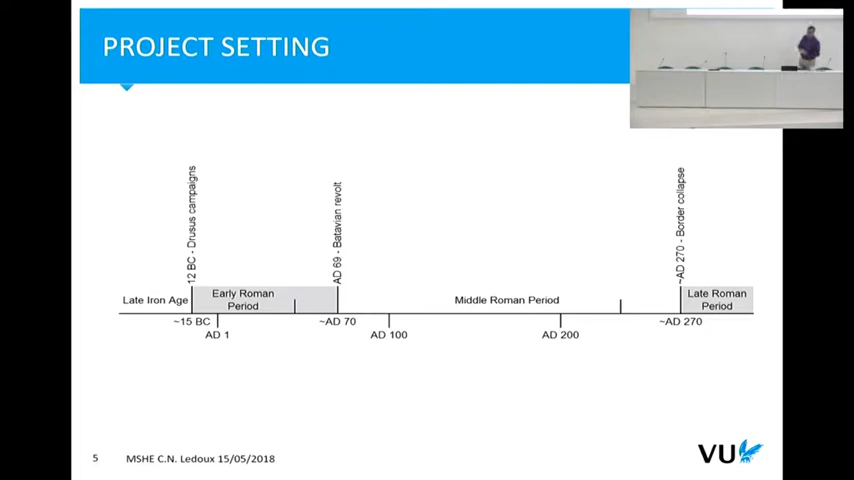 PROJECT SETTING
12 BC - Drusus campaigns
AD 69 - Batavian revolt
~AD 270 - Border collapse
Late Iron Age
Early Roman
Period
Middle Roman Period
Late Roman
Period
~15 BC
~AD 70
~AD 270
AD 1
AD 100
AD 200
5
MSHE C.N. Ledoux 15/05/2018
VU